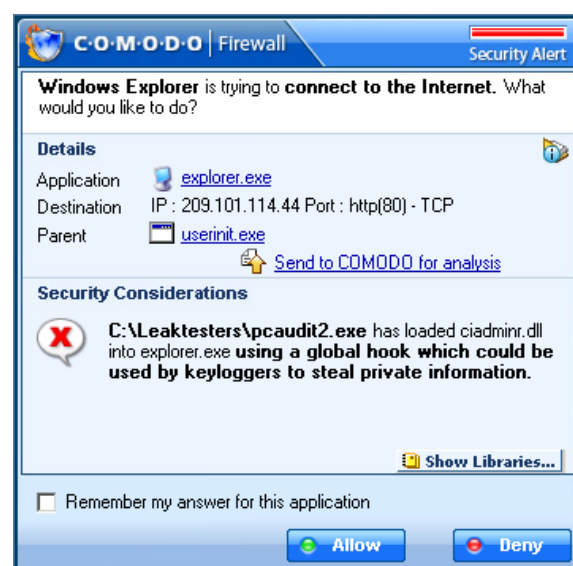 C·O·M·O·D·O | Firewall
Security Alert
Windows Explorer is trying to connect to the Internet. What
would you like to do?
Details
Application explorer.exe
Destination IP : 209.101.114.44 Port : http(80) - TCP
Parent userinit.exe
Send to COMODO for analysis
Security Considerations
C:\Leaktesters\pcaudit2.exe has loaded ciadminr.dll
into explorer.exe using a global hook which could be
used by keyloggers to steal private information.
Show Libraries...
Remember my answer for this application
Allow
Deny